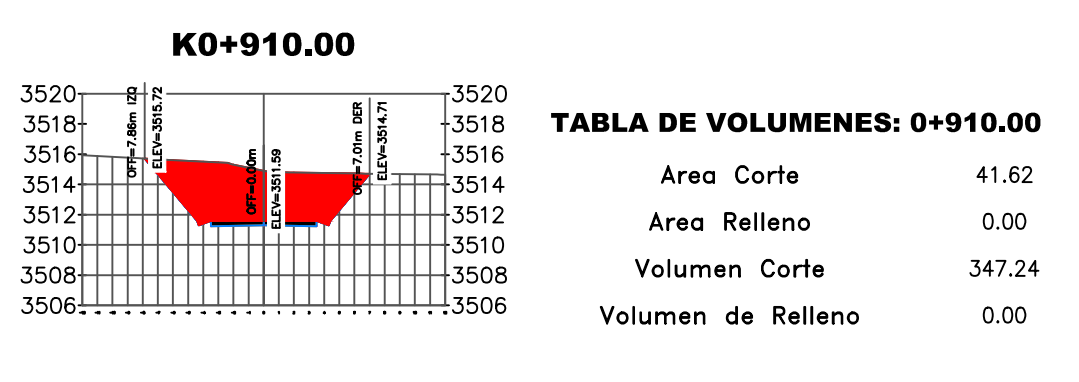 K0+910.00
3520
3518
3516
3514
3512
3510
3508
3506
OFF=7.86m IZQ
ELEV=3515.72
OFF=0.00m
ELEV=3511.59
OFF=7.01m DER
ELEV=3514.71
3520
3518
3516
3514
3512
3510
3508
3506
TABLA DE VOLUMENES: 0+910.00
Area Corte 41.62
Area Relleno 0.00
Volumen Corte 347.24
Volumen de Relleno 0.00